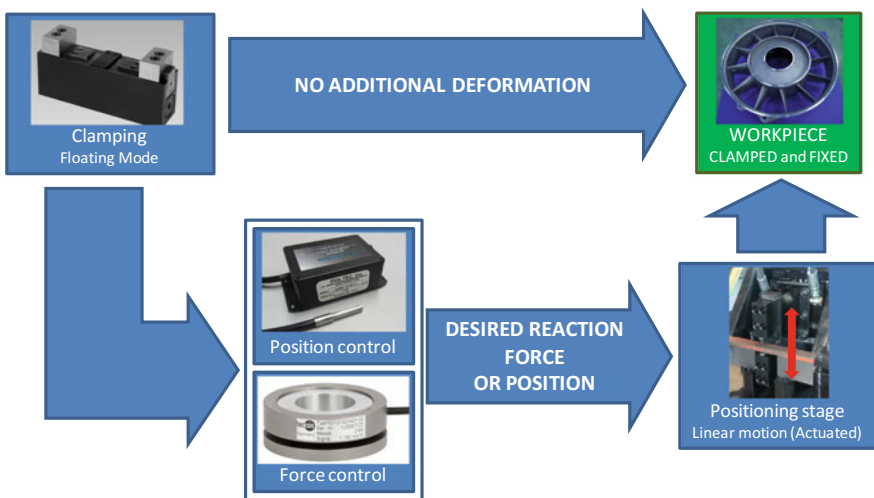 NO ADDITIONAL DEFORMATION
Clamping
Floating Mode
WORKPIECE
CLAMPED and FIXED
Position control
DESIRED REACTION
FORCE
OR POSITION
Force control
Positioning stage
Linear motion (Actuated)